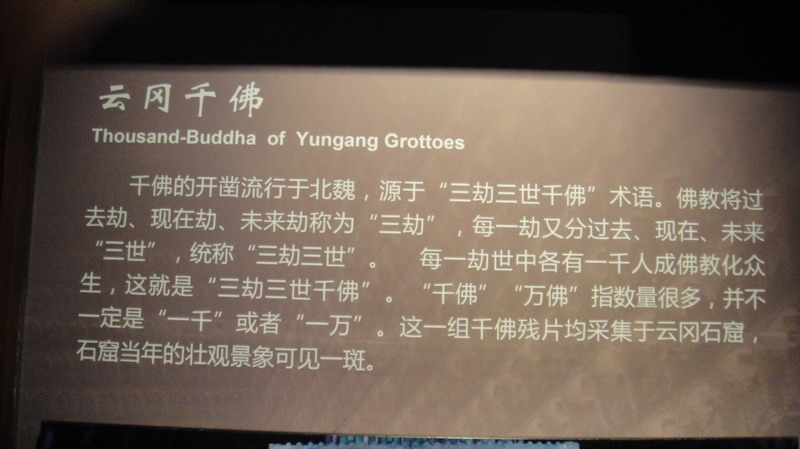 云冈千佛
Thousand-Buddha of Yungang Grottoes
千佛的开凿流行于北魏，源于“三劫三世千佛”术语。佛教将过
去劫、现在劫、未来劫称为“三劫”，每一劫又分过去、现在、未来
“三世”，统称“三劫三世”。 每一劫世中各有一千人成佛教化众
生，这就是“三劫三世千佛”。“千佛”“万佛”指数量很多，并不
一定是“一千”或者“一万”。这一组千佛残片均采集于云冈石窟，
石窟当年的壮观景象可见一斑。